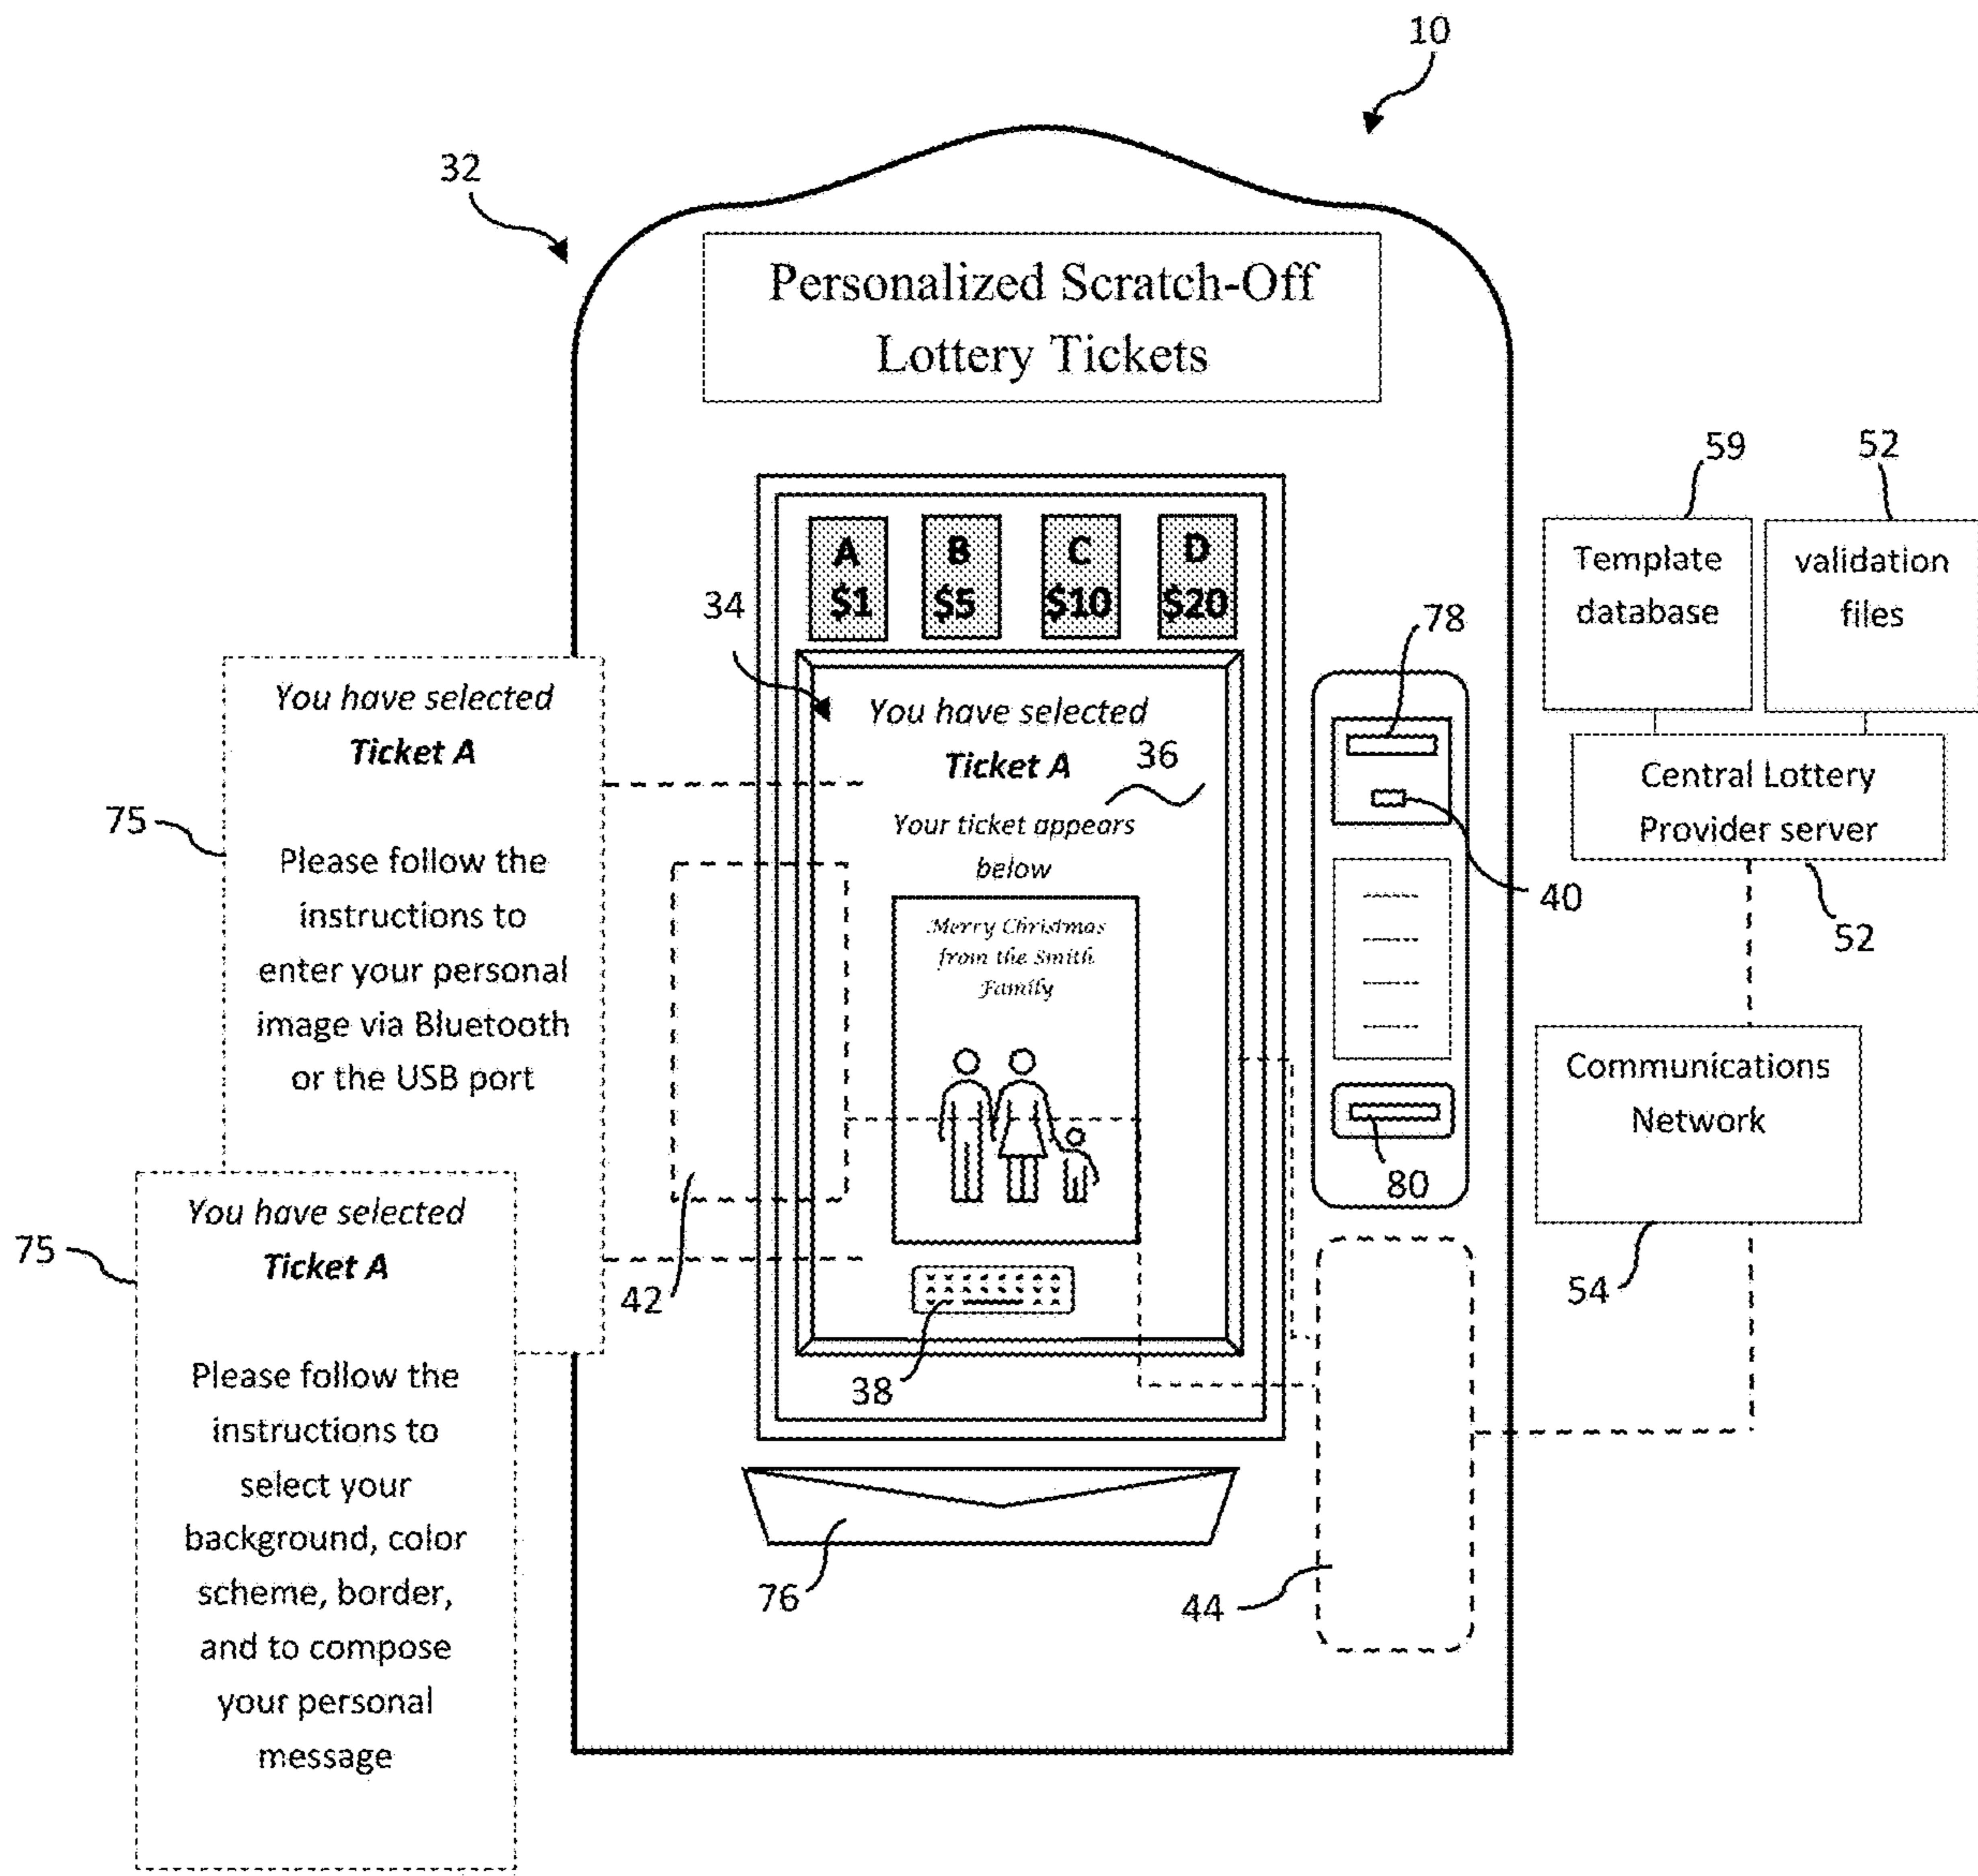 10
32
Personalized Scratch-Off
Lottery Tickets
A
$1
B
$5
C
$10
D
$20
34
You have selected
Ticket A
36
Your ticket appears
below
Merry Christmas
from the Smith
Family
38
42
76
78
40
80
44
75
You have selected
Ticket A
Please follow the
instructions to
enter your personal
image via Bluetooth
or the USB port
75
You have selected
Ticket A
Please follow the
instructions to
select your
background, color
scheme, border,
and to compose
your personal
message
59
Template
database
52
validation
files
Central Lottery
Provider server
52
Communications
Network
54